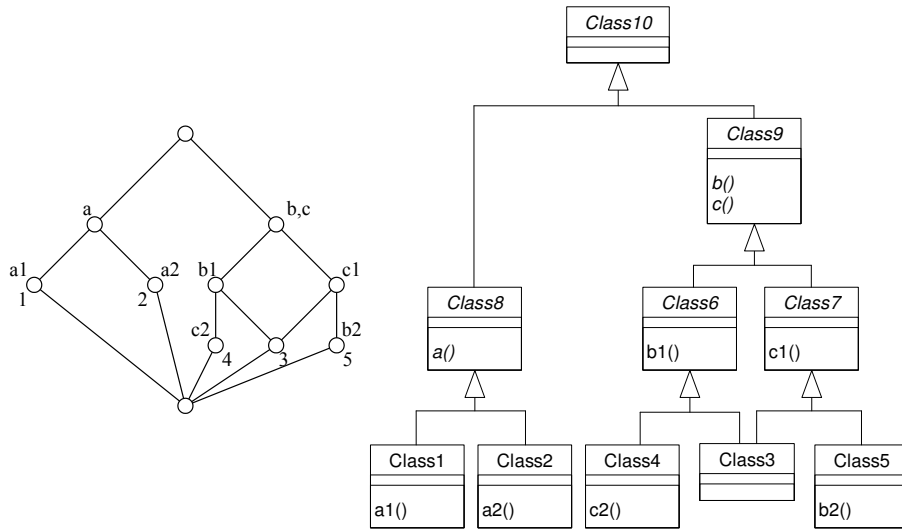 a
b,c
a1
1
a2
2
b1
c1
c2
4
3
b2
5
Class10
Class9
b()
c()
Class8
a()
Class6
b1()
Class7
c1()
Class1
a1()
Class2
a2()
Class4
c2()
Class3
Class5
b2()